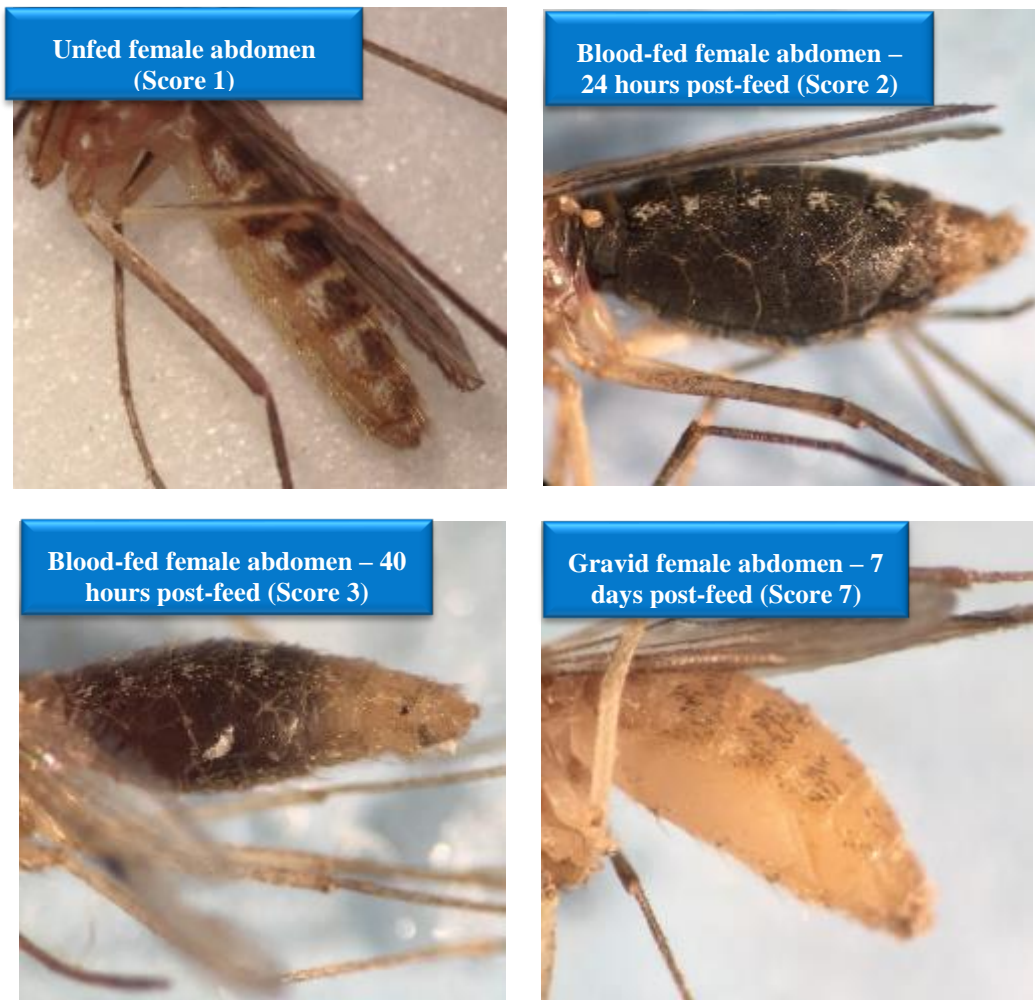 Unfed female abdomen
(Score 1)
Blood-fed female abdomen –
24 hours post-feed (Score 2)
Blood-fed female abdomen – 40
hours post-feed (Score 3)
Gravid female abdomen – 7
days post-feed (Score 7)